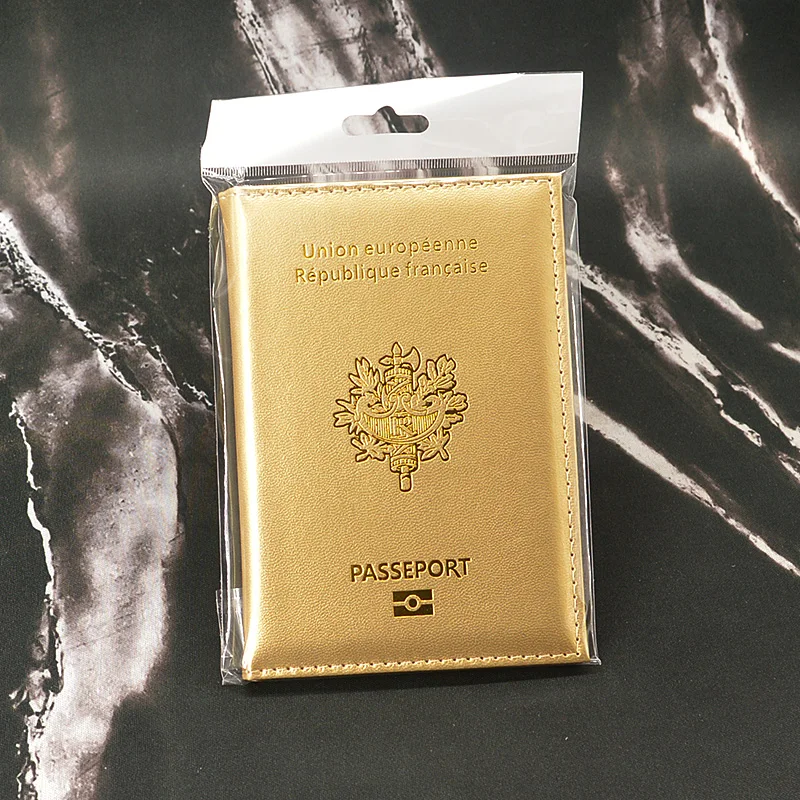 Union européenne
République française
PASSEPORT